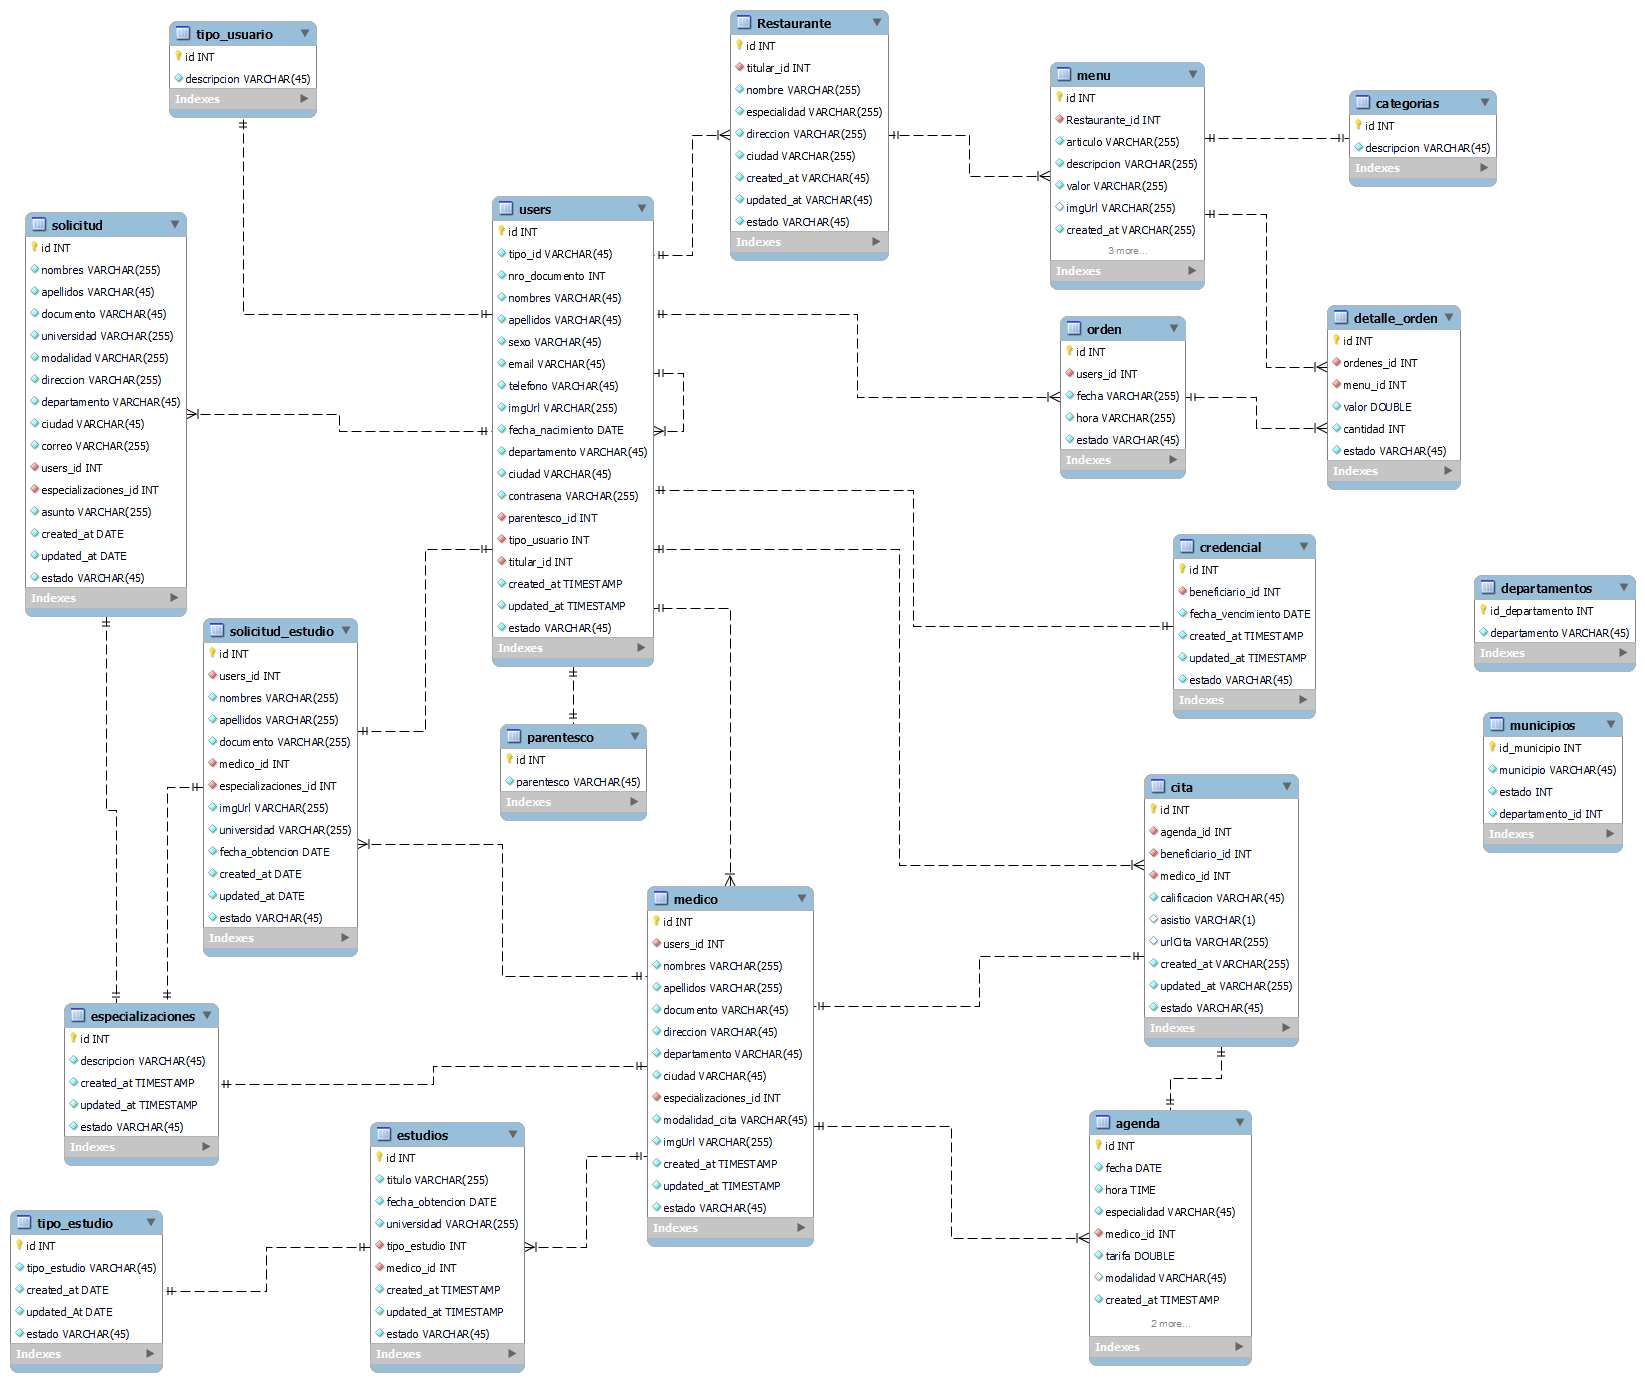 tipo_usuario
id INT
descripcion VARCHAR(45)
Indexes
Restaurante
id INT
titular_id INT
nombre VARCHAR(255)
especialidad VARCHAR(255)
direccion VARCHAR(255)
ciudad VARCHAR(255)
created_at VARCHAR(45)
updated_at VARCHAR(45)
estado VARCHAR(45)
Indexes
menu
id INT
Restaurante_id INT
articulo VARCHAR(255)
descripcion VARCHAR(255)
valor VARCHAR(255)
imgUrl VARCHAR(255)
created_at VARCHAR(255)
3 more...
Indexes
categorias
id INT
descripcion VARCHAR(45)
Indexes
solicitud
id INT
nombres VARCHAR(255)
apellidos VARCHAR(45)
documento VARCHAR(45)
universidad VARCHAR(255)
modalidad VARCHAR(255)
direccion VARCHAR(255)
departamento VARCHAR(45)
ciudad VARCHAR(45)
correo VARCHAR(255)
users_id INT
especializaciones_id INT
asunto VARCHAR(255)
created_at DATE
updated_at DATE
estado VARCHAR(45)
Indexes
users
id INT
tipo_id VARCHAR(45)
nro_documento INT
nombres VARCHAR(45)
apellidos VARCHAR(45)
sexo VARCHAR(45)
email VARCHAR(45)
telefono VARCHAR(45)
imgUrl VARCHAR(255)
fecha_nacimiento DATE
departamento VARCHAR(45)
ciudad VARCHAR(45)
contrasena VARCHAR(255)
parentesco_id INT
tipo_usuario INT
titular_id INT
created_at TIMESTAMP
updated_at TIMESTAMP
estado VARCHAR(45)
Indexes
orden
id INT
users_id INT
fecha VARCHAR(255)
hora VARCHAR(255)
estado VARCHAR(45)
Indexes
detalle_orden
id INT
ordenes_id INT
menu_id INT
valor DOUBLE
cantidad INT
estado VARCHAR(45)
Indexes
credencial
id INT
beneficiario_id INT
fecha_vencimiento DATE
created_at TIMESTAMP
updated_at TIMESTAMP
estado VARCHAR(45)
Indexes
departamentos
id_departamento INT
departamento VARCHAR(45)
Indexes
solicitud_estudio
id INT
users_id INT
nombres VARCHAR(255)
apellidos VARCHAR(255)
documento VARCHAR(255)
medico_id INT
especializaciones_id INT
imgUrl VARCHAR(255)
universidad VARCHAR(255)
fecha_obtencion DATE
created_at DATE
updated_at DATE
estado VARCHAR(45)
Indexes
parentesco
id INT
parentesco VARCHAR(45)
Indexes
municipios
id_municipio INT
municipio VARCHAR(45)
estado INT
departamento_id INT
Indexes
cita
id INT
agenda_id INT
beneficiario_id INT
medico_id INT
calificacion VARCHAR(45)
asistio VARCHAR(1)
urlCita VARCHAR(255)
created_at VARCHAR(255)
updated_at VARCHAR(255)
estado VARCHAR(45)
Indexes
medico
id INT
users_id INT
nombres VARCHAR(255)
apellidos VARCHAR(255)
documento VARCHAR(45)
direccion VARCHAR(45)
departamento VARCHAR(45)
ciudad VARCHAR(45)
especializaciones_id INT
modalidad_cita VARCHAR(45)
imgUrl VARCHAR(255)
created_at TIMESTAMP
updated_at TIMESTAMP
estado VARCHAR(45)
Indexes
especializaciones
id INT
descripcion VARCHAR(45)
created_at TIMESTAMP
updated_at TIMESTAMP
estado VARCHAR(45)
Indexes
estudios
id INT
titulo VARCHAR(255)
fecha_obtencion DATE
universidad VARCHAR(255)
tipo_estudio INT
medico_id INT
created_at TIMESTAMP
updated_at TIMESTAMP
estado VARCHAR(45)
Indexes
agenda
id INT
fecha DATE
hora TIME
especialidad VARCHAR(45)
medico_id INT
tarifa DOUBLE
modalidad VARCHAR(45)
created_at TIMESTAMP
2 more...
Indexes
tipo_estudio
id INT
tipo_estudio VARCHAR(45)
created_at DATE
updated_At DATE
estado VARCHAR(45)
Indexes